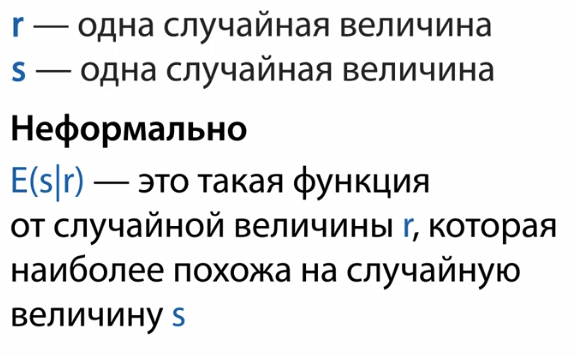 r — одна случайная величина
s — одна случайная величина
Неформально
E(s|r) — это такая функция
от случайной величины r, которая
наиболее похожа на случайную
величину s